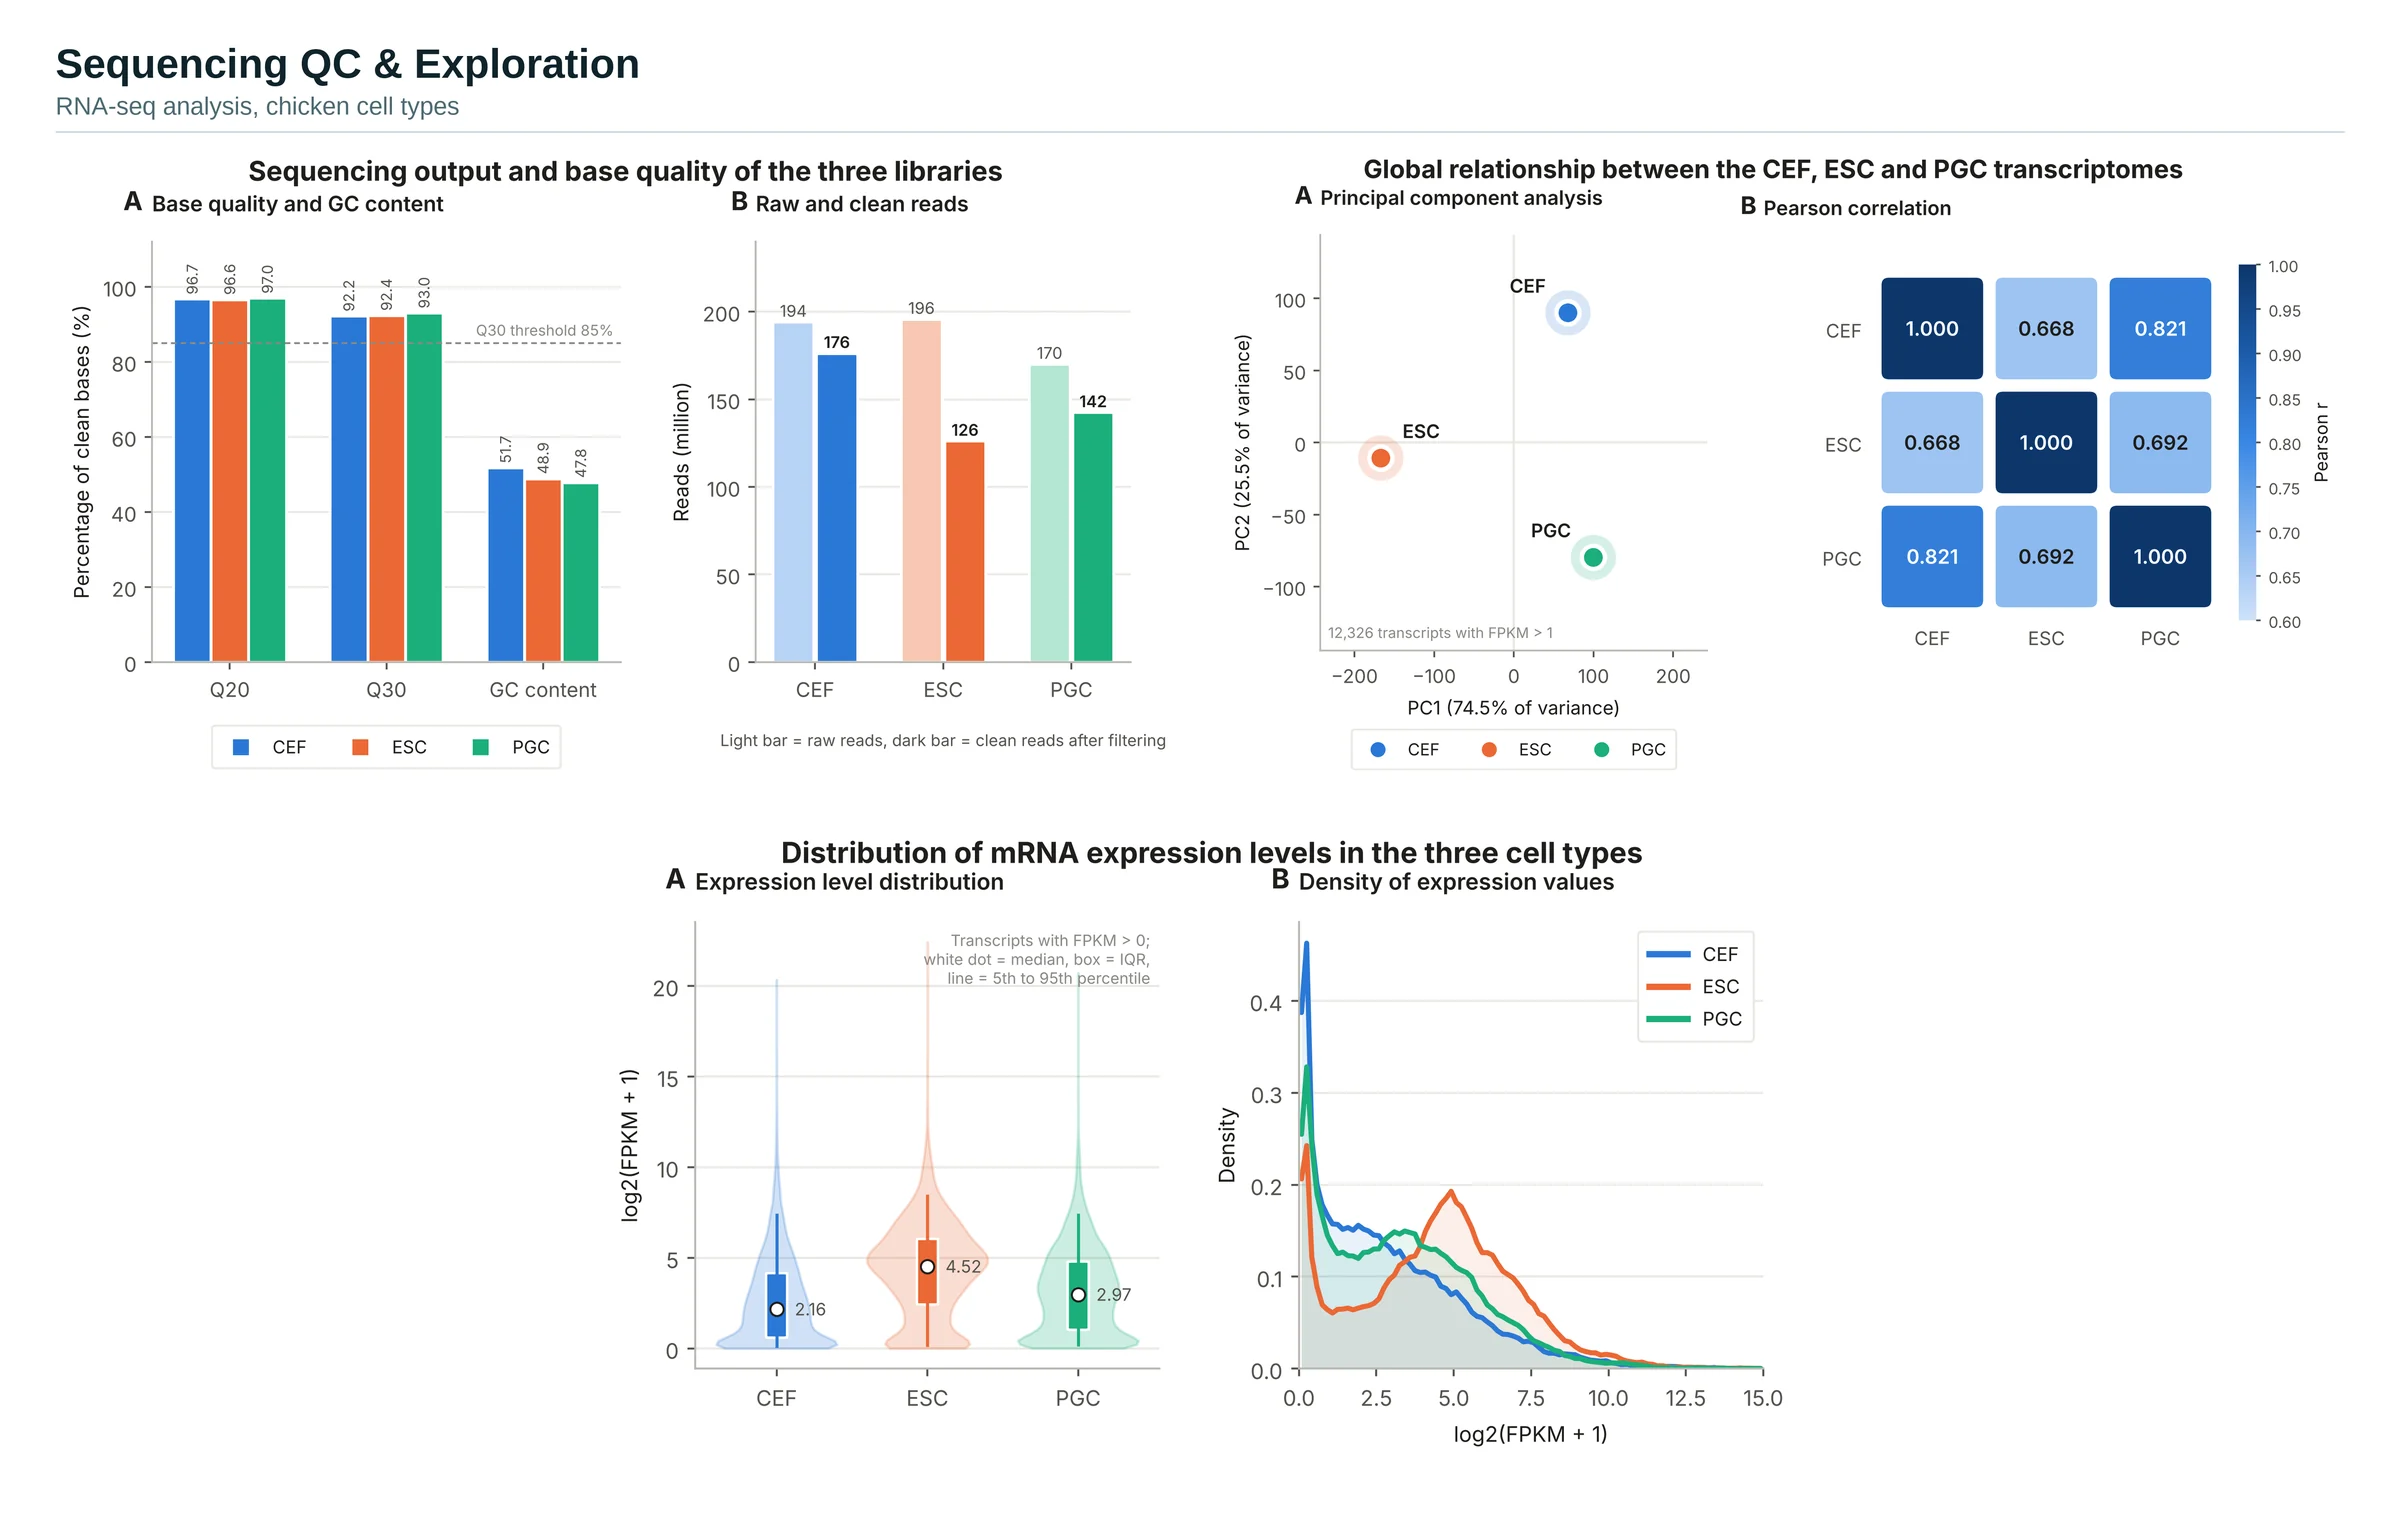 Sequencing QC & Exploration
RNA-seq analysis, chicken cell types
Sequencing output and base quality of the three libraries
A Base quality and GC content
Percentage of clean bases (%)
100
80
60
40
20
0
96.7
96.6
97.0
92.2
92.4
93.0
51.7
48.9
47.8
Q30 threshold 85%
Q20
Q30
GC content
CEF
ESC
PGC
B Raw and clean reads
Reads (million)
200
150
100
50
0
194
176
196
126
170
142
CEF
ESC
PGC
Light bar = raw reads, dark bar = clean reads after filtering
Global relationship between the CEF, ESC and PGC transcriptomes
A Principal component analysis
PC2 (25.5% of variance)
100
50
0
−50
−100
CEF
ESC
PGC
12,326 transcripts with FPKM > 1
−200
−100
0
100
200
PC1 (74.5% of variance)
CEF
ESC
PGC
B Pearson correlation
CEF
1.000
0.668
0.821
ESC
0.668
1.000
0.692
PGC
0.821
0.692
1.000
CEF
ESC
PGC
1.00
0.95
0.90
0.85
0.80
0.75
0.70
0.65
0.60
Pearson r
Distribution of mRNA expression levels in the three cell types
A Expression level distribution
log2(FPKM + 1)
20
15
10
5
0
Transcripts with FPKM > 0;
white dot = median, box = IQR,
line = 5th to 95th percentile
2.16
4.52
2.97
CEF
ESC
PGC
B Density of expression values
Density
0.4
0.3
0.2
0.1
0.0
CEF
ESC
PGC
0.0
2.5
5.0
7.5
10.0
12.5
15.0
log2(FPKM + 1)